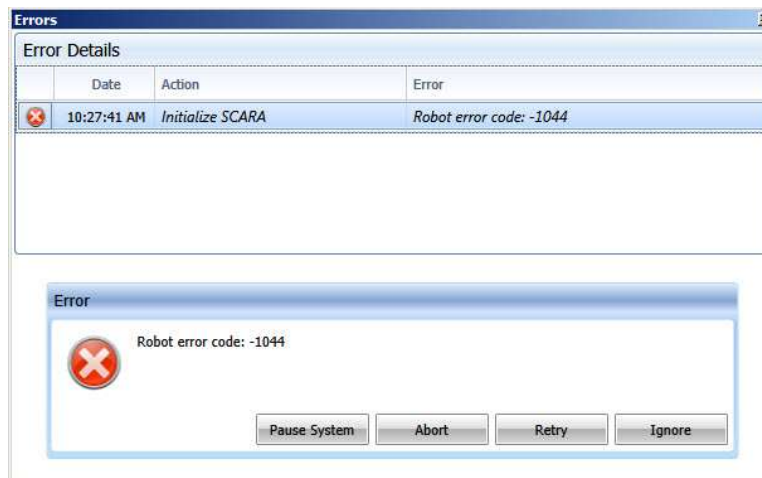 Errors
Error Details
Date Action Error
10:27:41 AM Initialize SCARA Robot error code: -1044
Error
Robot error code: -1044
Pause System Abort Retry Ignore